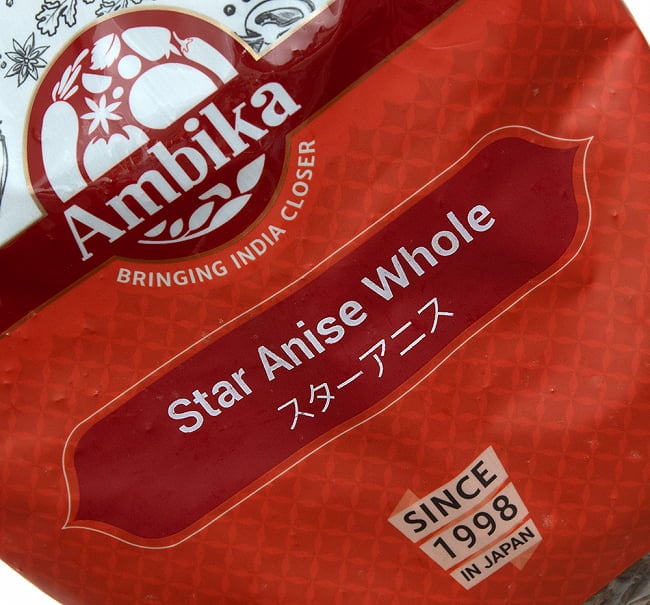 Ambika
BRINGING INDIA CLOSER
Star Anise Whole
スターアニス
SINCE
1998
IN JAPAN